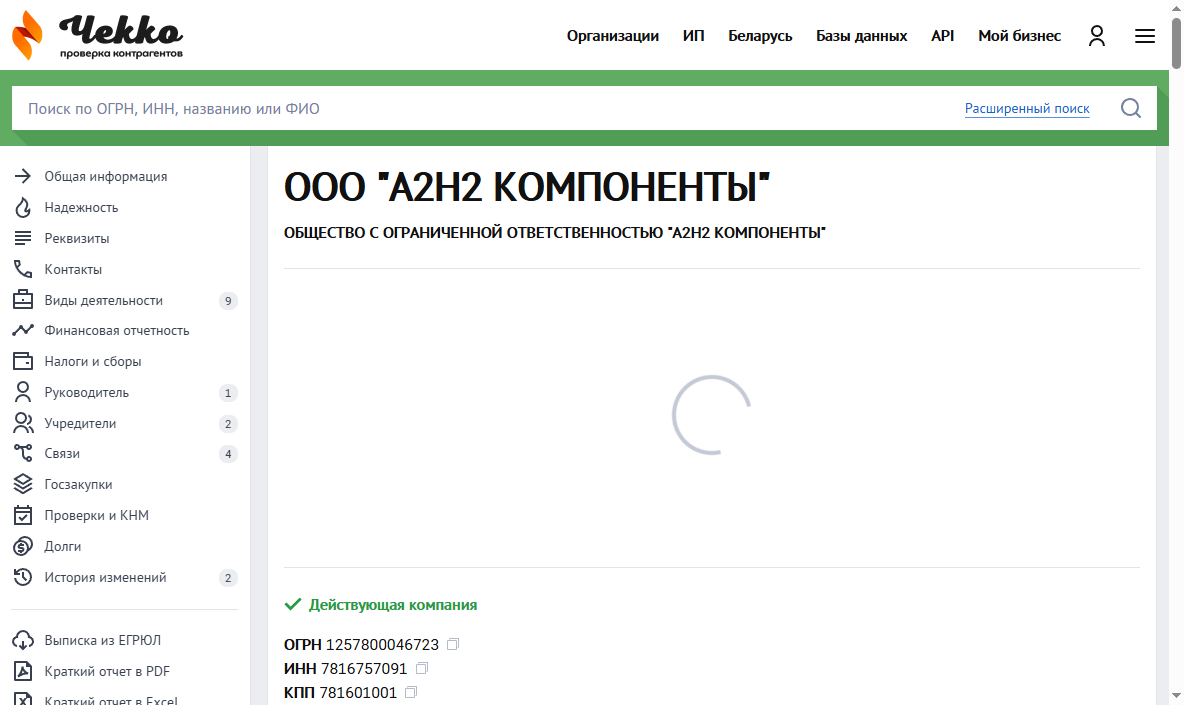 Чекко
проверка контрагентов
Организации ИП Беларусь Базы данных API Мой бизнес
Поиск по ОГРН, ИНН, названию или ФИО Расширенный поиск
Общая информация
Надежность
Реквизиты
Контакты
Виды деятельности 9
Финансовая отчетность
Налоги и сборы
Руководитель 1
Учредители 2
Связи 4
Госзакупки
Проверки и КНМ
Долги
История изменений 2
Выписка из ЕГРЮЛ
Краткий отчет в PDF
Краткий отчет в Excel
ООО "А2Н2 КОМПОНЕНТЫ"
ОБЩЕСТВО С ОГРАНИЧЕННОЙ ОТВЕТСТВЕННОСТЬЮ "А2Н2 КОМПОНЕНТЫ"
Действующая компания
ОГРН 1257800046723
ИНН 7816757091
КПП 781601001